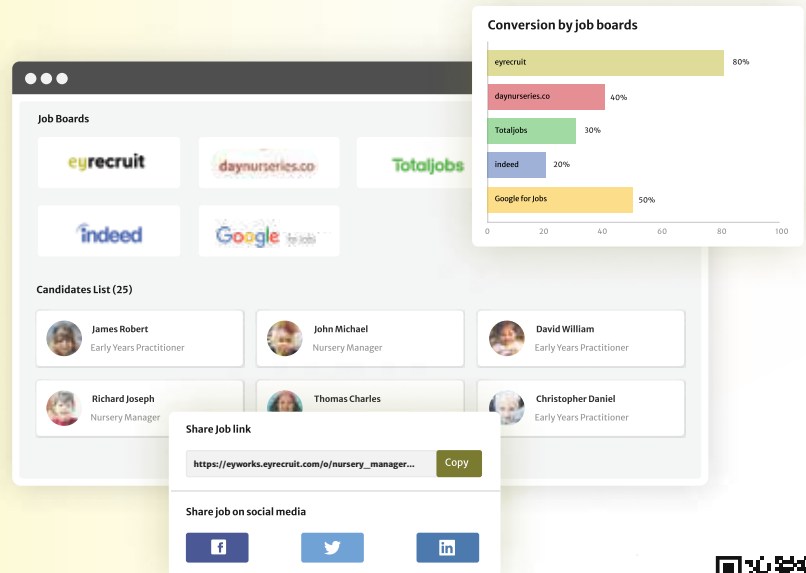 Conversion by job boards
eyrecruit
80%
daynurseries.co
40%
Totaljobs
30%
indeed
20%
Google for Jobs
50%
0 20 40 60 80 100
Job Boards
eyrecruit
daynurseries.co
Totaljobs
indeed
Google for Jobs
Candidates List (25)
James Robert
Early Years Practitioner
John Michael
Nursery Manager
David William
Early Years Practitioner
Richard Joseph
Nursery Manager
Thomas Charles
Christopher Daniel
Early Years Practitioner
Share Job link
https://eyworks.eyrecruit.com/o/nursery_manager...
Copy
Share job on social media
f
in